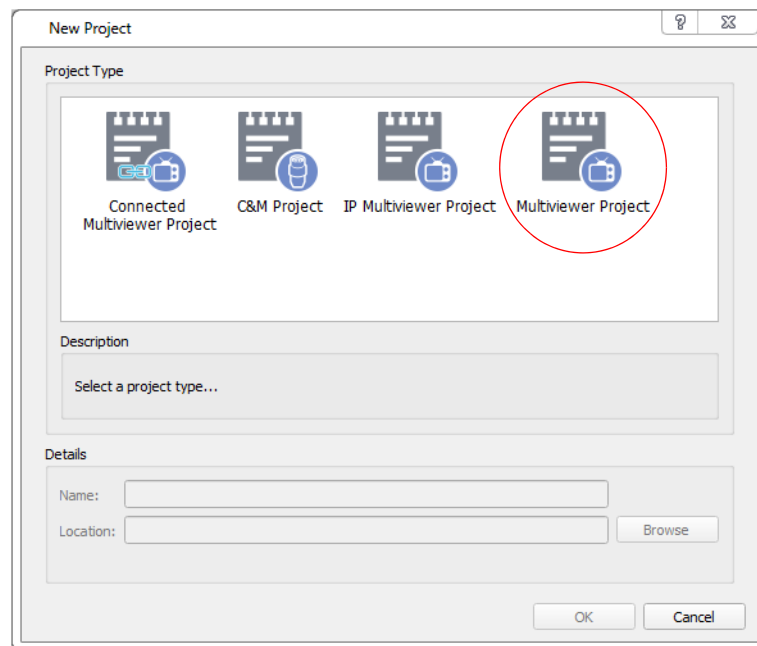 New Project
Project Type
Connected
Multiviewer Project
C&M Project
IP Multiviewer Project
Multiviewer Project
Description
Select a project type...
Details
Name:
Location:
Browse
OK
Cancel